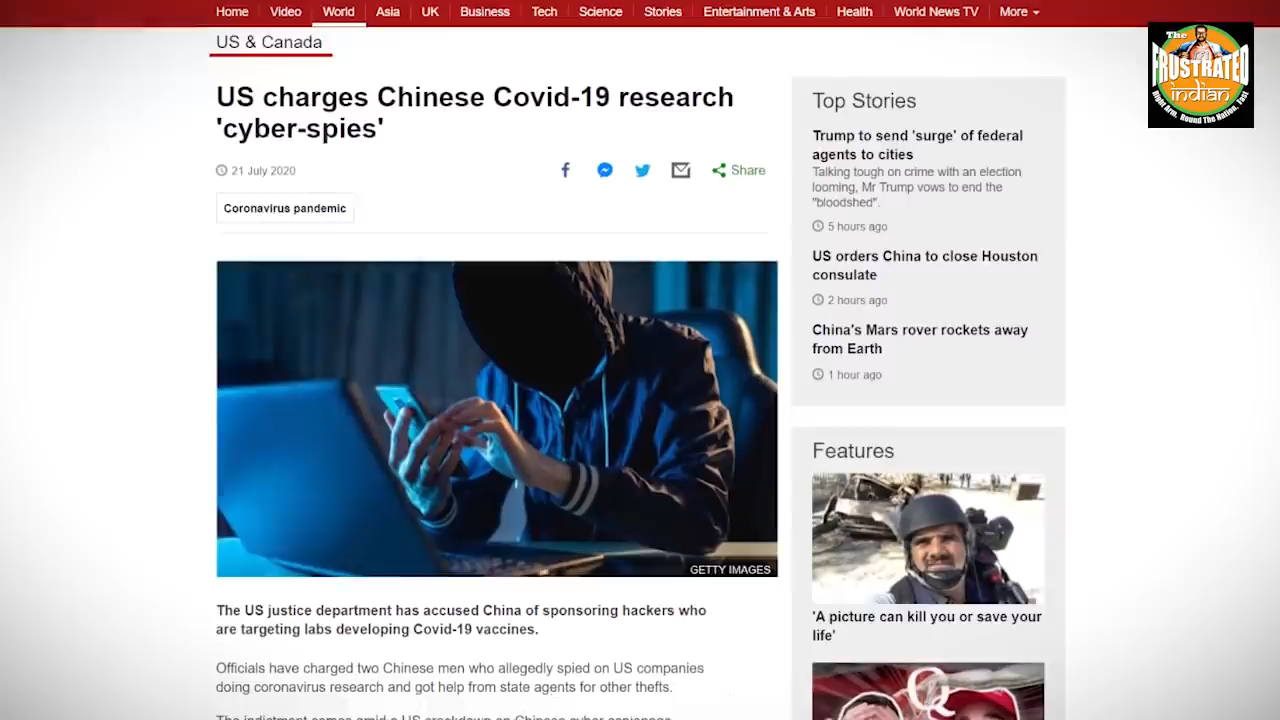 Home Video World Asia UK Business Tech Science Stories Entertainment & Arts Health World News TV More
US & Canada
The
FRUSTRATED
indian
Right Arm, Round The Nation, Fast
US charges Chinese Covid-19 research
'cyber-spies'
21 July 2020
Share
Coronavirus pandemic
GETTY IMAGES
The US justice department has accused China of sponsoring hackers who
are targeting labs developing Covid-19 vaccines.
Officials have charged two Chinese men who allegedly spied on US companies
doing coronavirus research and got help from state agents for other thefts.
The indictment comes amid a US crackdown on Chinese cyber espionage
Top Stories
Trump to send 'surge' of federal
agents to cities
Talking tough on crime with an election
looming, Mr Trump vows to end the
"bloodshed".
5 hours ago
US orders China to close Houston
consulate
2 hours ago
China's Mars rover rockets away
from Earth
1 hour ago
Features
'A picture can kill you or save your
life'
Q